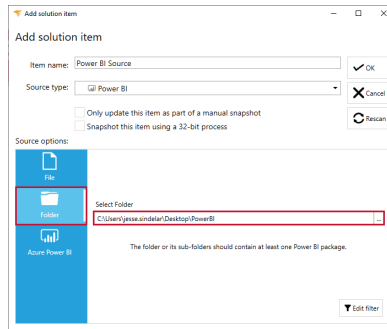 Add solution item
Add solution item
Item name:
Power BI Source
OK
Source type:
Power BI
Cancel
Only update this item as part of a manual snapshot
Snapshot this item using a 32-bit process
Rescan
Source options:
File
Folder
Select Folder
C:\Users\jesse.sindelar\Desktop\PowerBI
...
Azure Power BI
The folder or its sub-folders should contain at least one Power BI package.
Edit filter